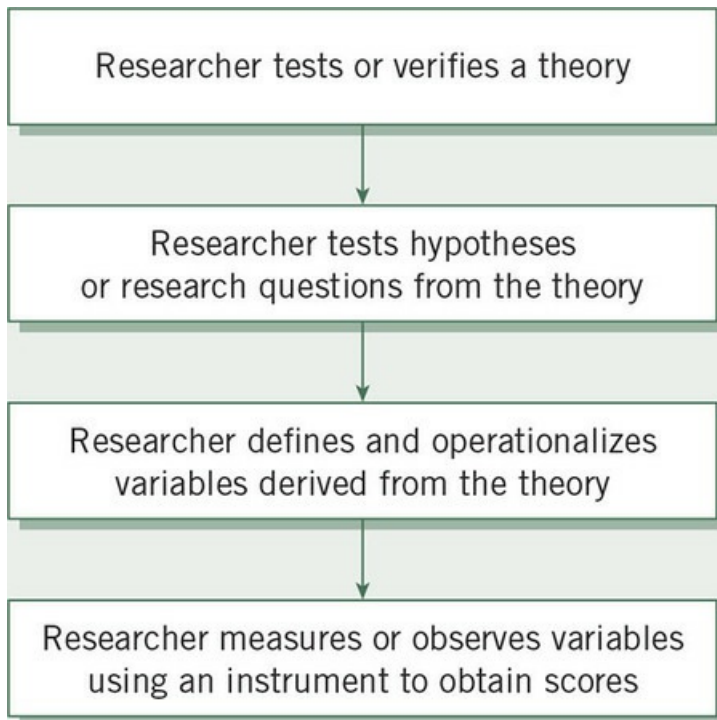 Researcher tests or verifies a theory
Researcher tests hypotheses
or research questions from the theory
Researcher defines and operationalizes
variables derived from the theory
Researcher measures or observes variables
using an instrument to obtain scores